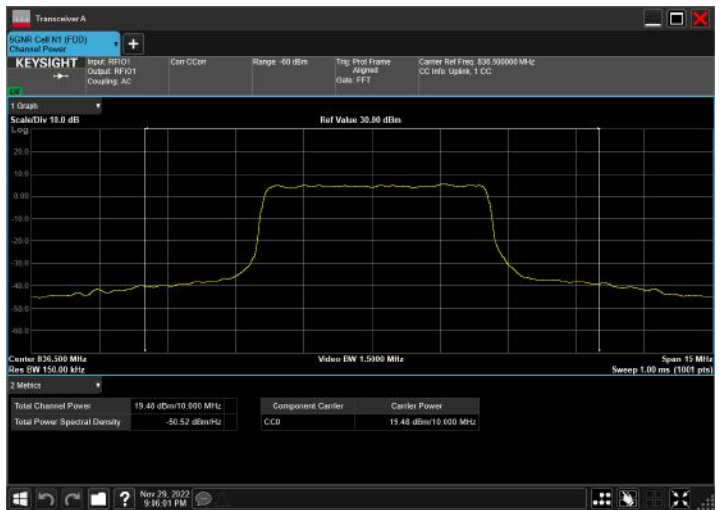 Transceiver A
5GNR Cell N1 (FDD)
Channel Power
KEYSIGHT
Input: RFIO1
Output: RFIO1
Coupling: AC
Corr CCorr
Range: -60 dBm
Trig: Prot Frame
Aligned
Gate: FFT
Carrier Ref Freq: 836.500000 MHz
CC Info: Uplink, 1 CC
1 Graph
Scale/Div 10.0 dB
Ref Value 30.00 dBm
Log
20.0
10.0
0.00
-10.0
-20.0
-30.0
-40.0
-50.0
-60.0
Center 836.500 MHz
Video BW 1.5000 MHz
Span 15 MHz
Res BW 150.00 kHz
Sweep 1.00 ms (1001 pts)
2 Metrics
Total Channel Power 19.48 dBm/10.000 MHz
Total Power Spectral Density -50.52 dBm/Hz
Component Carrier Carrier Power
CC0 19.48 dBm/10.000 MHz
Nov 29, 2022
9:16:01 PM